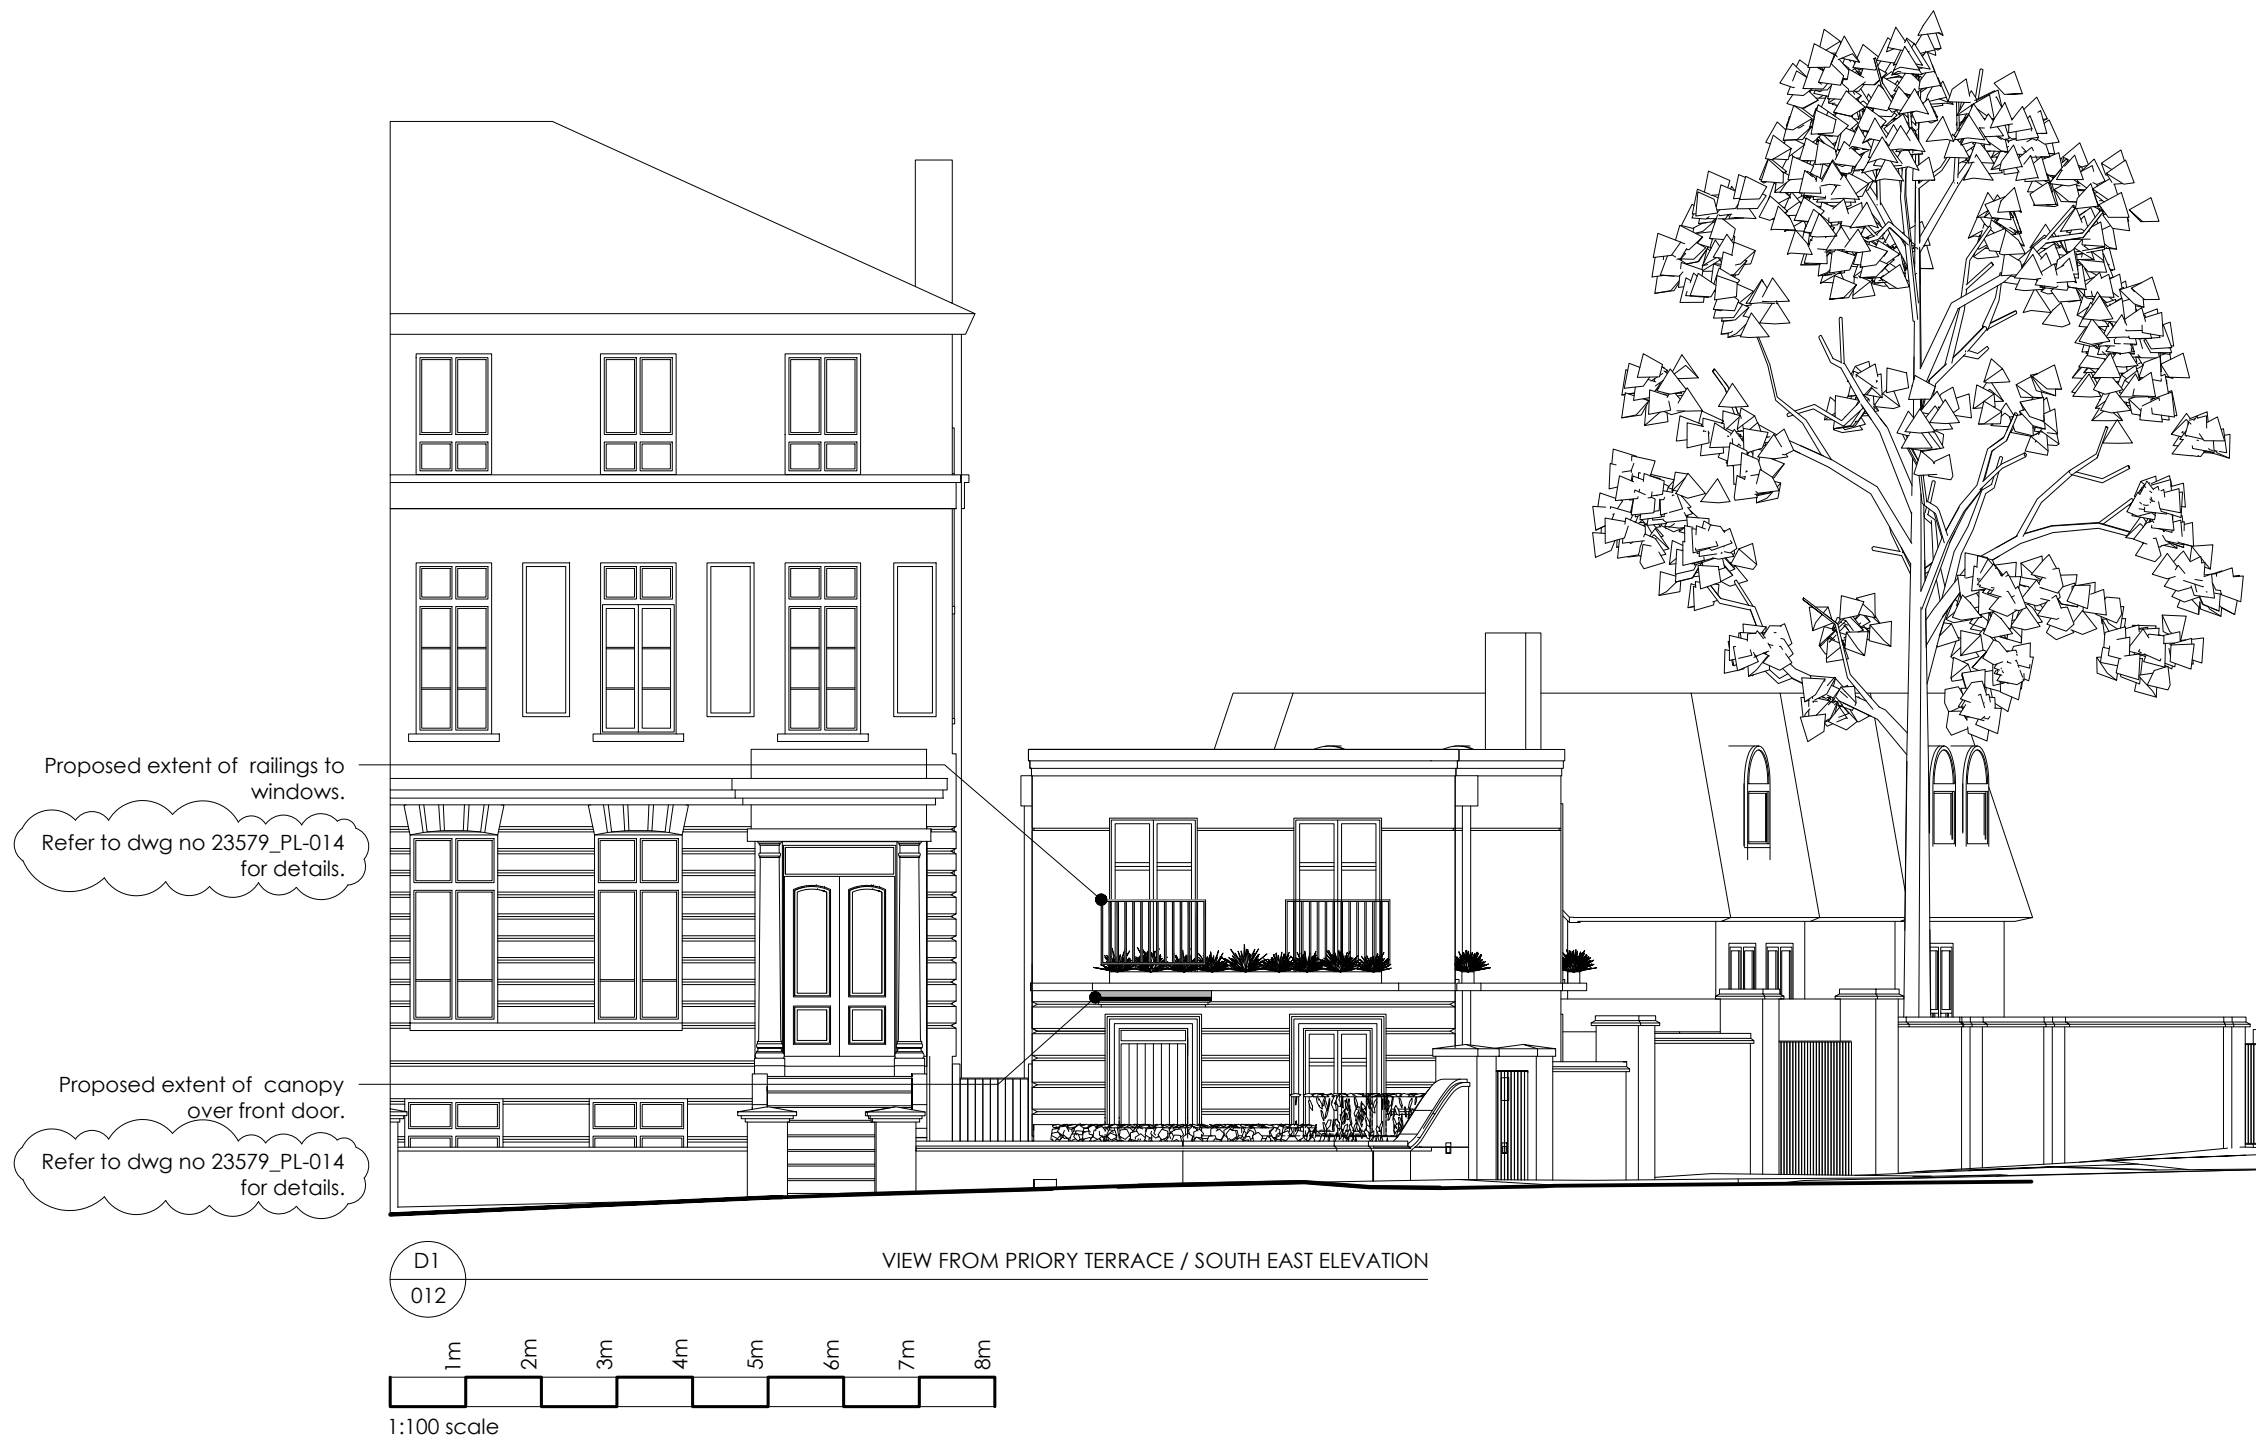 Proposed extent of railings to
windows.
Refer to dwg no 23579_PL-014
for details.
Proposed extent of canopy
over front door.
Refer to dwg no 23579_PL-014
for details.
D1
012
VIEW FROM PRIORY TERRACE / SOUTH EAST ELEVATION
1m
2m
3m
4m
5m
6m
7m
8m
1:100 scale